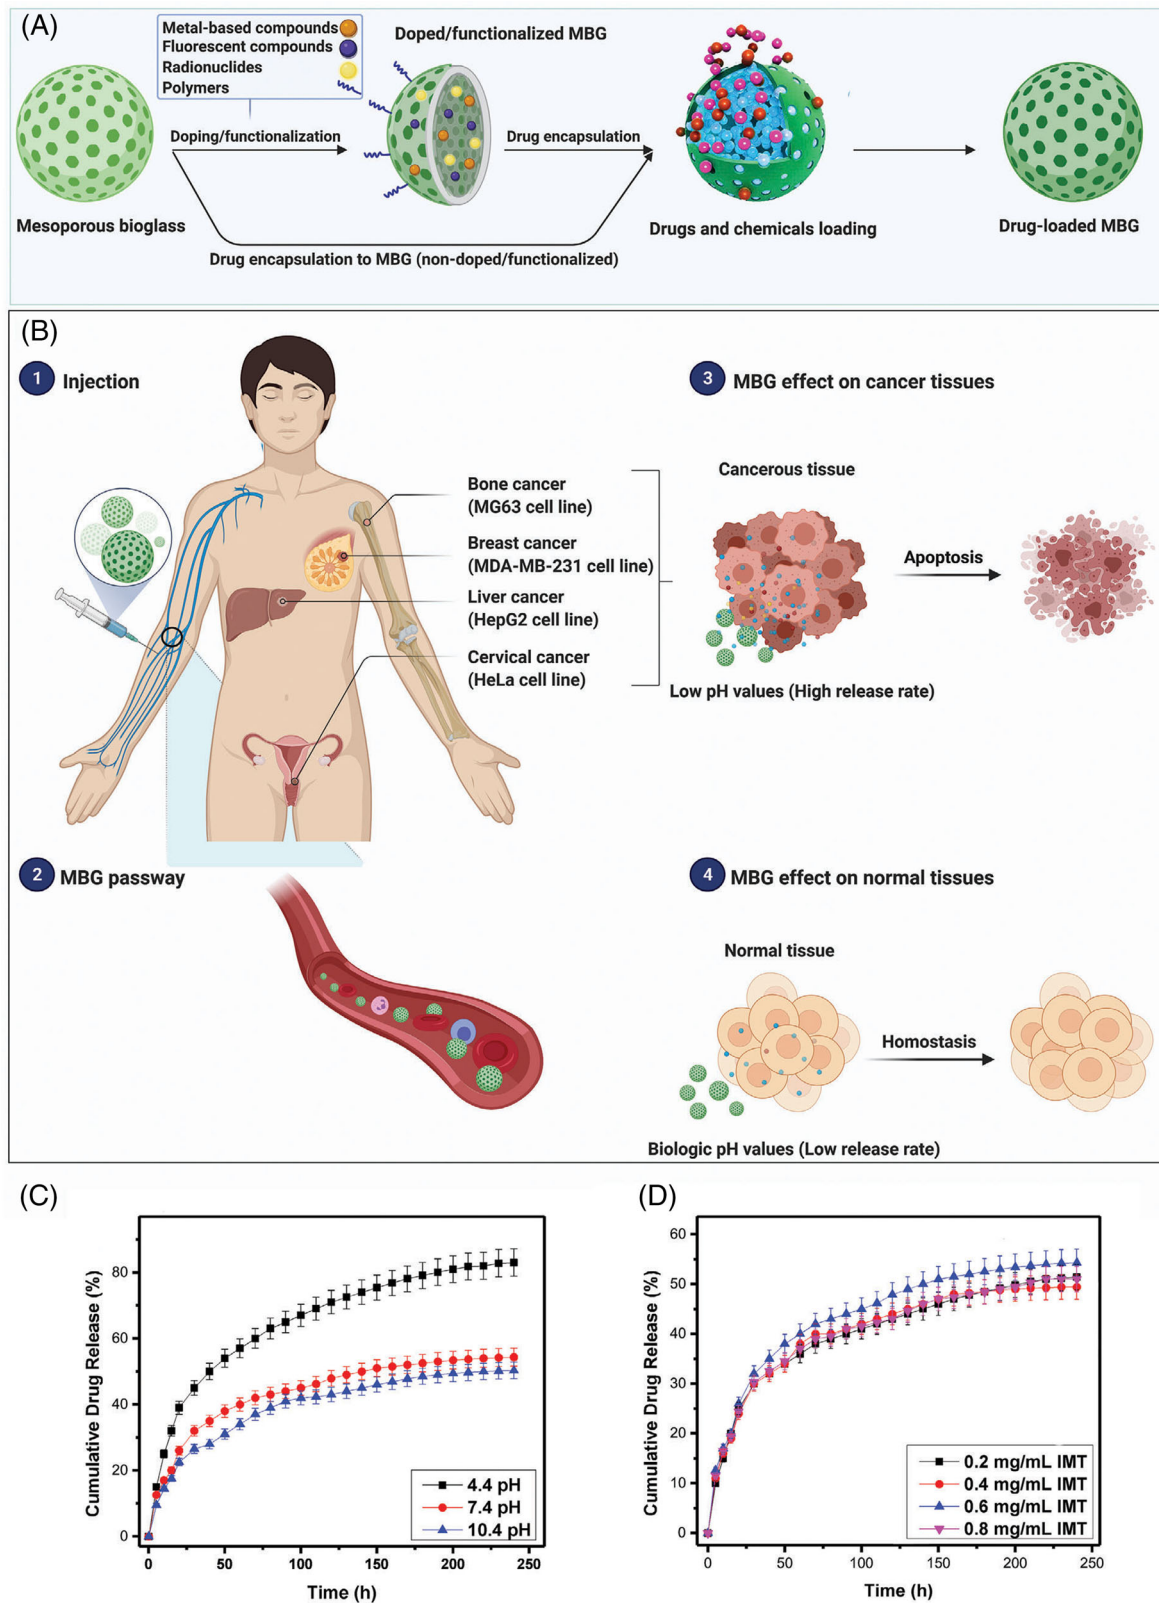 (A)
Metal-based compounds
Fluorescent compounds
Radionuclides
Polymers
Doped/functionalized MBG
Doping/functionalization
Drug encapsulation
Mesoporous bioglass
Drugs and chemicals loading
Drug-loaded MBG
Drug encapsulation to MBG (non-doped/functionalized)
(B)
1 Injection
Bone cancer
(MG63 cell line)
Breast cancer
(MDA-MB-231 cell line)
Liver cancer
(HepG2 cell line)
Cervical cancer
(HeLa cell line)
2 MBG passway
3 MBG effect on cancer tissues
Cancerous tissue
Apoptosis
Low pH values (High release rate)
4 MBG effect on normal tissues
Normal tissue
Homostasis
Biologic pH values (Low release rate)
(C)
Cumulative Drug Release (%)
80
60
40
20
0
4.4 pH
7.4 pH
10.4 pH
0 50 100 150 200 250
Time (h)
(D)
Cumulative Drug Release (%)
60
50
40
30
20
10
0
0.2 mg/mL IMT
0.4 mg/mL IMT
0.6 mg/mL IMT
0.8 mg/mL IMT
0 50 100 150 200 250
Time (h)